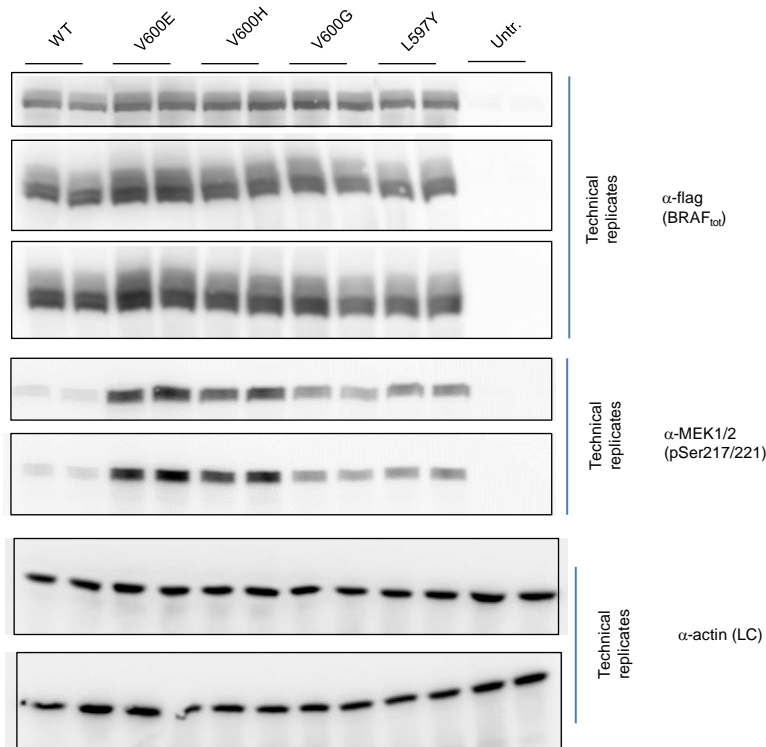 WT
V600E
V600H
V600G
L597Y
Untr.
Technical
replicates
α-flag
(BRAFtot)
Technical
replicates
α-MEK1/2
(pSer217/221)
Technical
replicates
α-actin (LC)